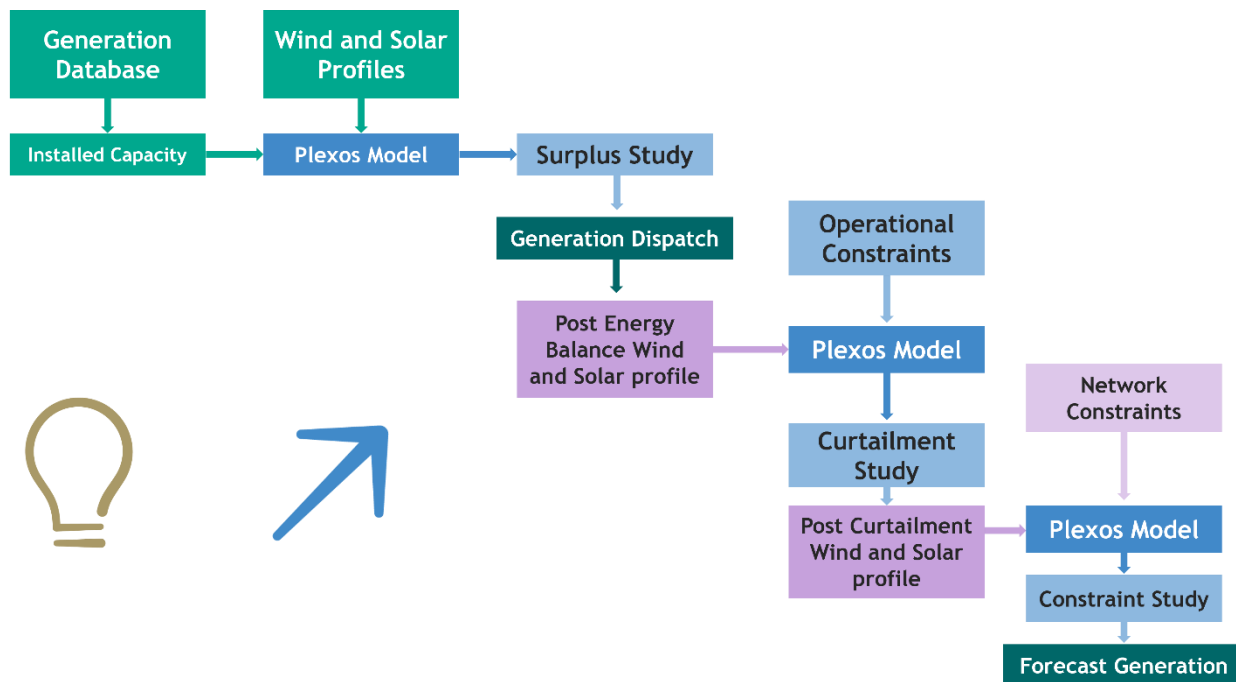 Generation
Database
Wind and Solar
Profiles
Installed Capacity
Plexos Model
Surplus Study
Generation Dispatch
Post Energy
Balance Wind
and Solar profile
Operational
Constraints
Plexos Model
Curtailment
Study
Post Curtailment
Wind and Solar
profile
Network
Constraints
Plexos Model
Constraint Study
Forecast Generation